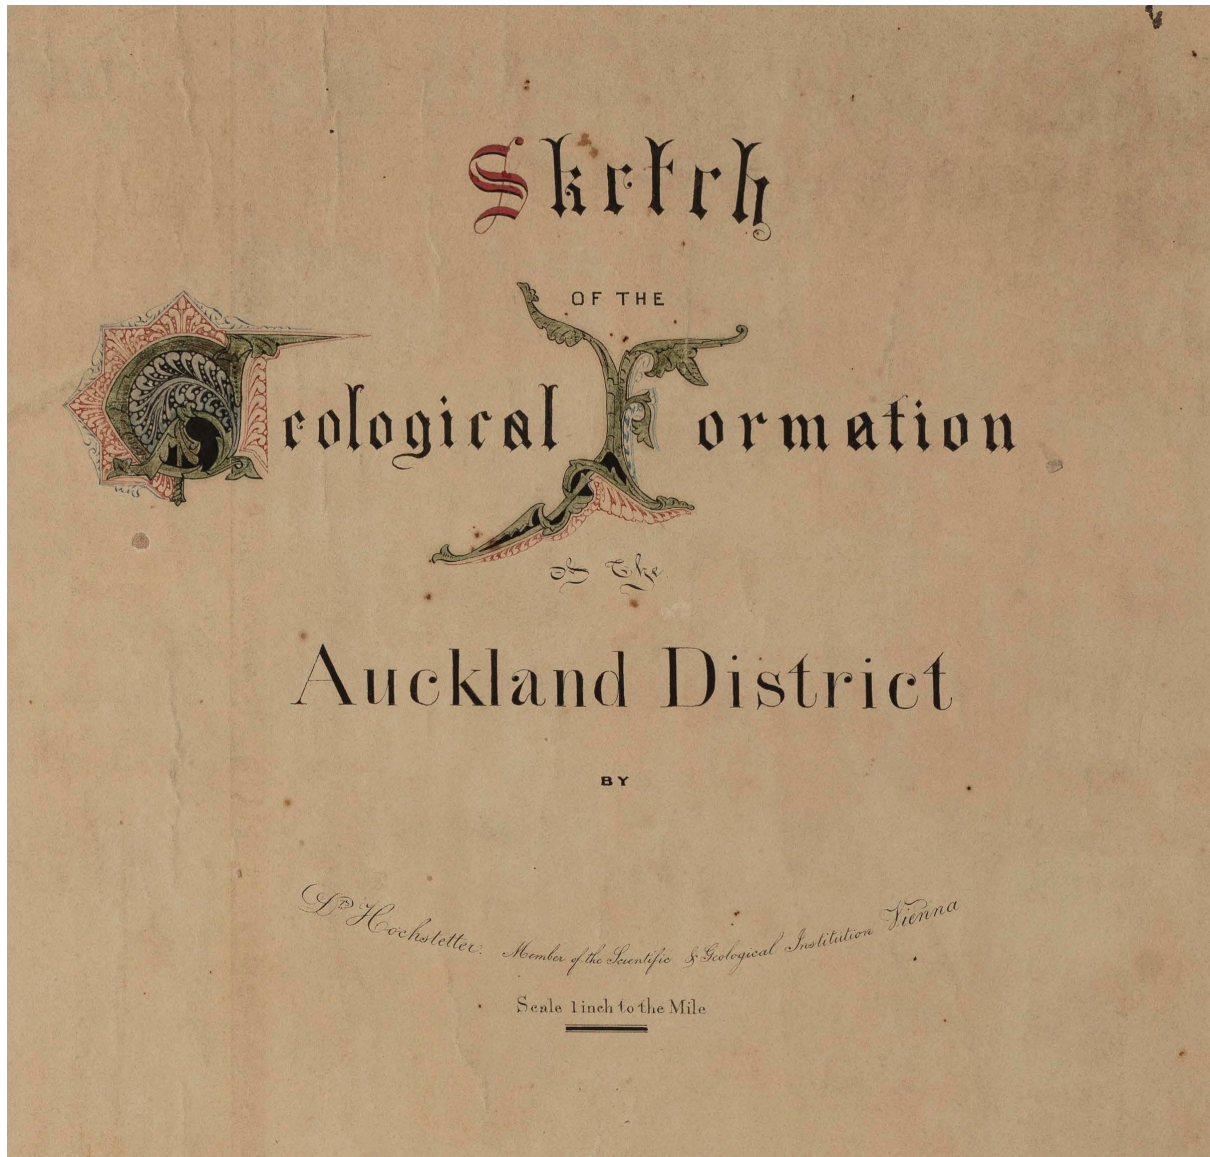 Sketch
OF THE
Geological Formation
of the
Auckland District
BY
Dr Hochstetter. Member of the Scientific & Geological Institution Vienna
Scale 1 inch to the Mile